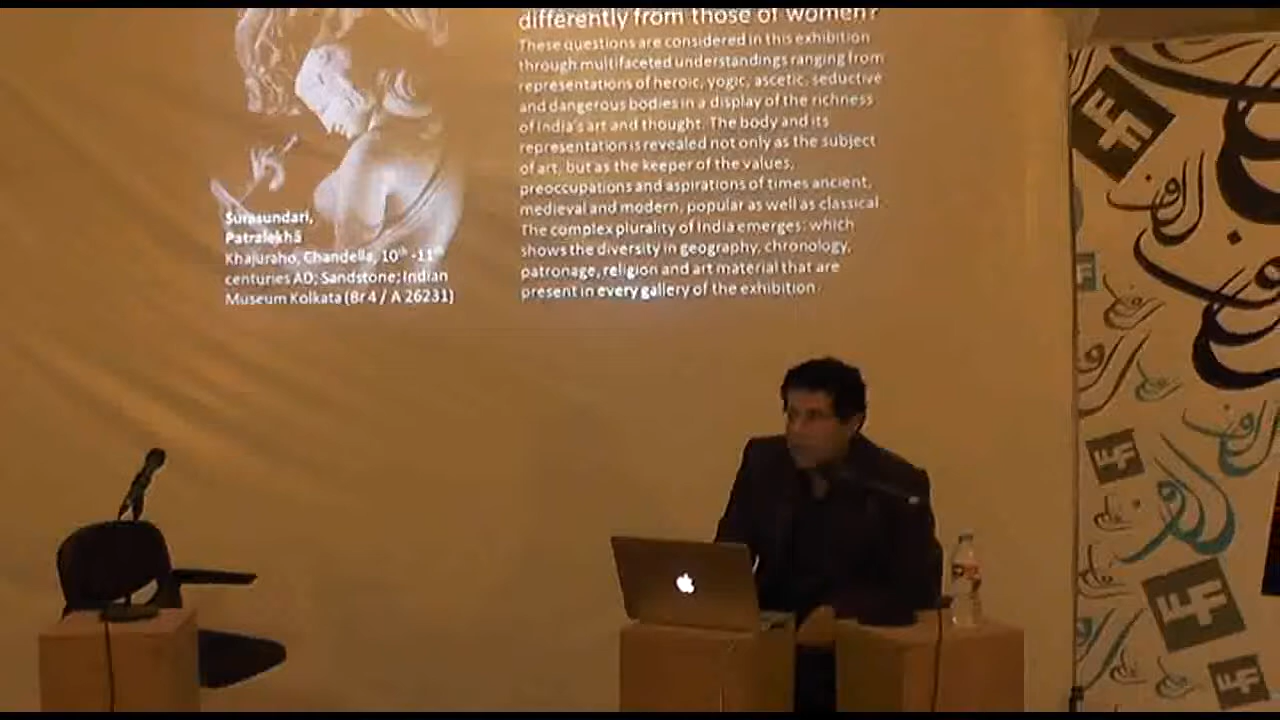 differently from those of women?
These questions are considered in this exhibition
through multifaceted understandings ranging from
representations of heroic, yogic, ascetic, seductive
and dangerous bodies in a display of the richness
of India's art and thought. The body and its
representation is revealed not only as the subject
of art, but as the keeper of the values,
preoccupations and aspirations of times ancient,
medieval and modern, popular as well as classical.
The complex plurality of India emerges: which
shows the diversity in geography, chronology,
patronage, religion and art material that are
present in every gallery of the exhibition
Surasundari,
Patralekhā
Khajuraho, Chandella, 10th -11th
centuries AD; Sandstone; Indian
Museum Kolkata (Br 4 / A 26231)